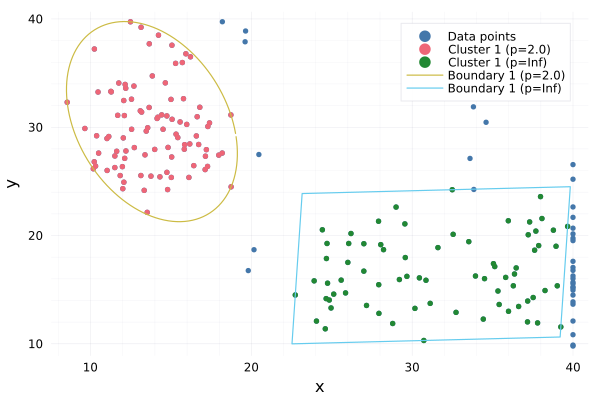 40
30
20
10
y
10
20
30
40
x
Data points
Cluster 1 (p=2.0)
Cluster 1 (p=Inf)
Boundary 1 (p=2.0)
Boundary 1 (p=Inf)